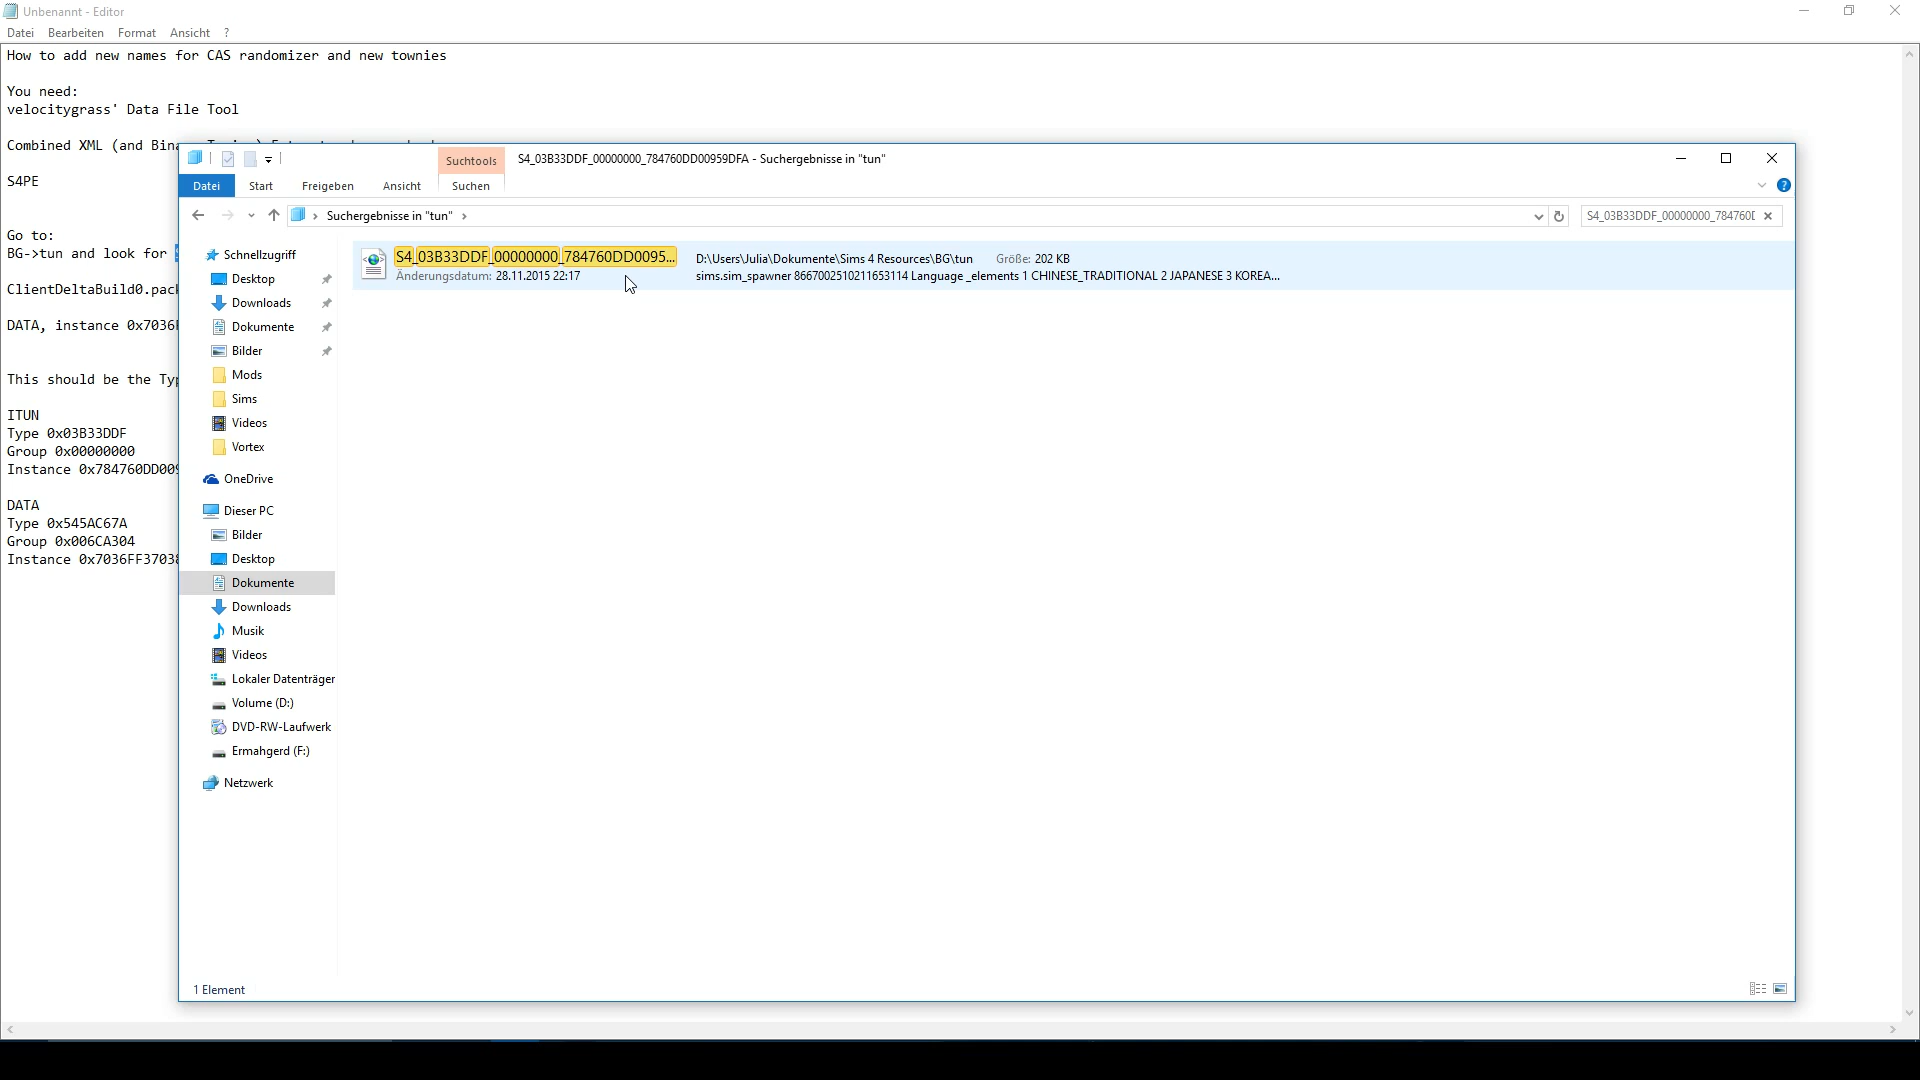 Unbenannt - Editor
Datei Bearbeiten Format Ansicht ?
How to add new names for CAS randomizer and new townies
You need:
velocitygrass' Data File Tool
Combined XML (and Bina
S4PE
Go to:
BG->tun and look for
ClientDeltaBuild0.pack
DATA, instance 0x7036F
This should be the Typ
ITUN
Type 0x03B33DDF
Group 0x00000000
Instance 0x784760DD009
DATA
Type 0x545AC67A
Group 0x006CA304
Instance 0x7036FF37038
Suchtools S4_03B33DDF_00000000_784760DD00959DFA - Suchergebnisse in "tun"
Datei Start Freigeben Ansicht Suchen
Suchergebnisse in "tun" S4_03B33DDF_00000000_784760D
Schnellzugriff
Desktop
Downloads
Dokumente
Bilder
Mods
Sims
Videos
Vortex
OneDrive
Dieser PC
Bilder
Desktop
Dokumente
Downloads
Musik
Videos
Lokaler Datenträger
Volume (D:)
DVD-RW-Laufwerk
Ermahgerd (F:)
Netzwerk
S4_03B33DDF_00000000_784760DD0095... D:\Users\Julia\Dokumente\Sims 4 Resources\BG\tun Größe: 202 KB
Änderungsdatum: 28.11.2015 22:17 sims.sim_spawner 8667002510211653114 Language _elements 1 CHINESE_TRADITIONAL 2 JAPANESE 3 KOREA...
1 Element